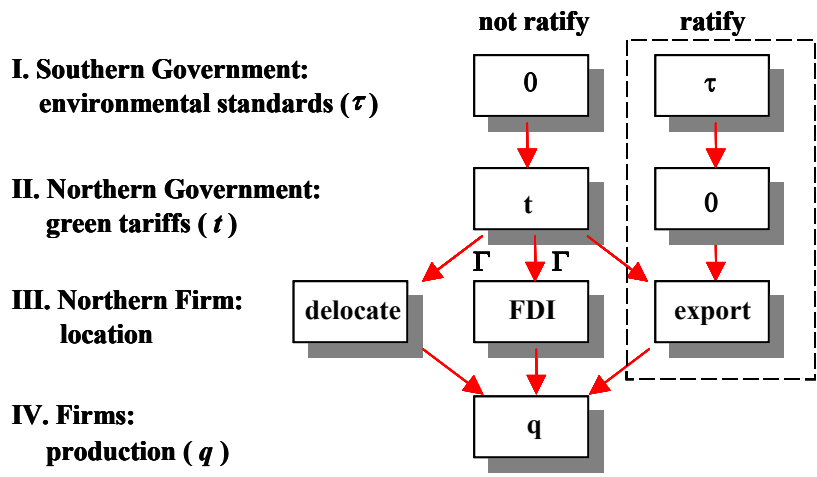 not ratify ratify
I. Southern Government:
environmental standards (τ)
0 τ
II. Northern Government:
green tariffs ( t )
t 0
Γ Γ
III. Northern Firm:
location
delocate FDI export
IV. Firms:
production ( q )
q